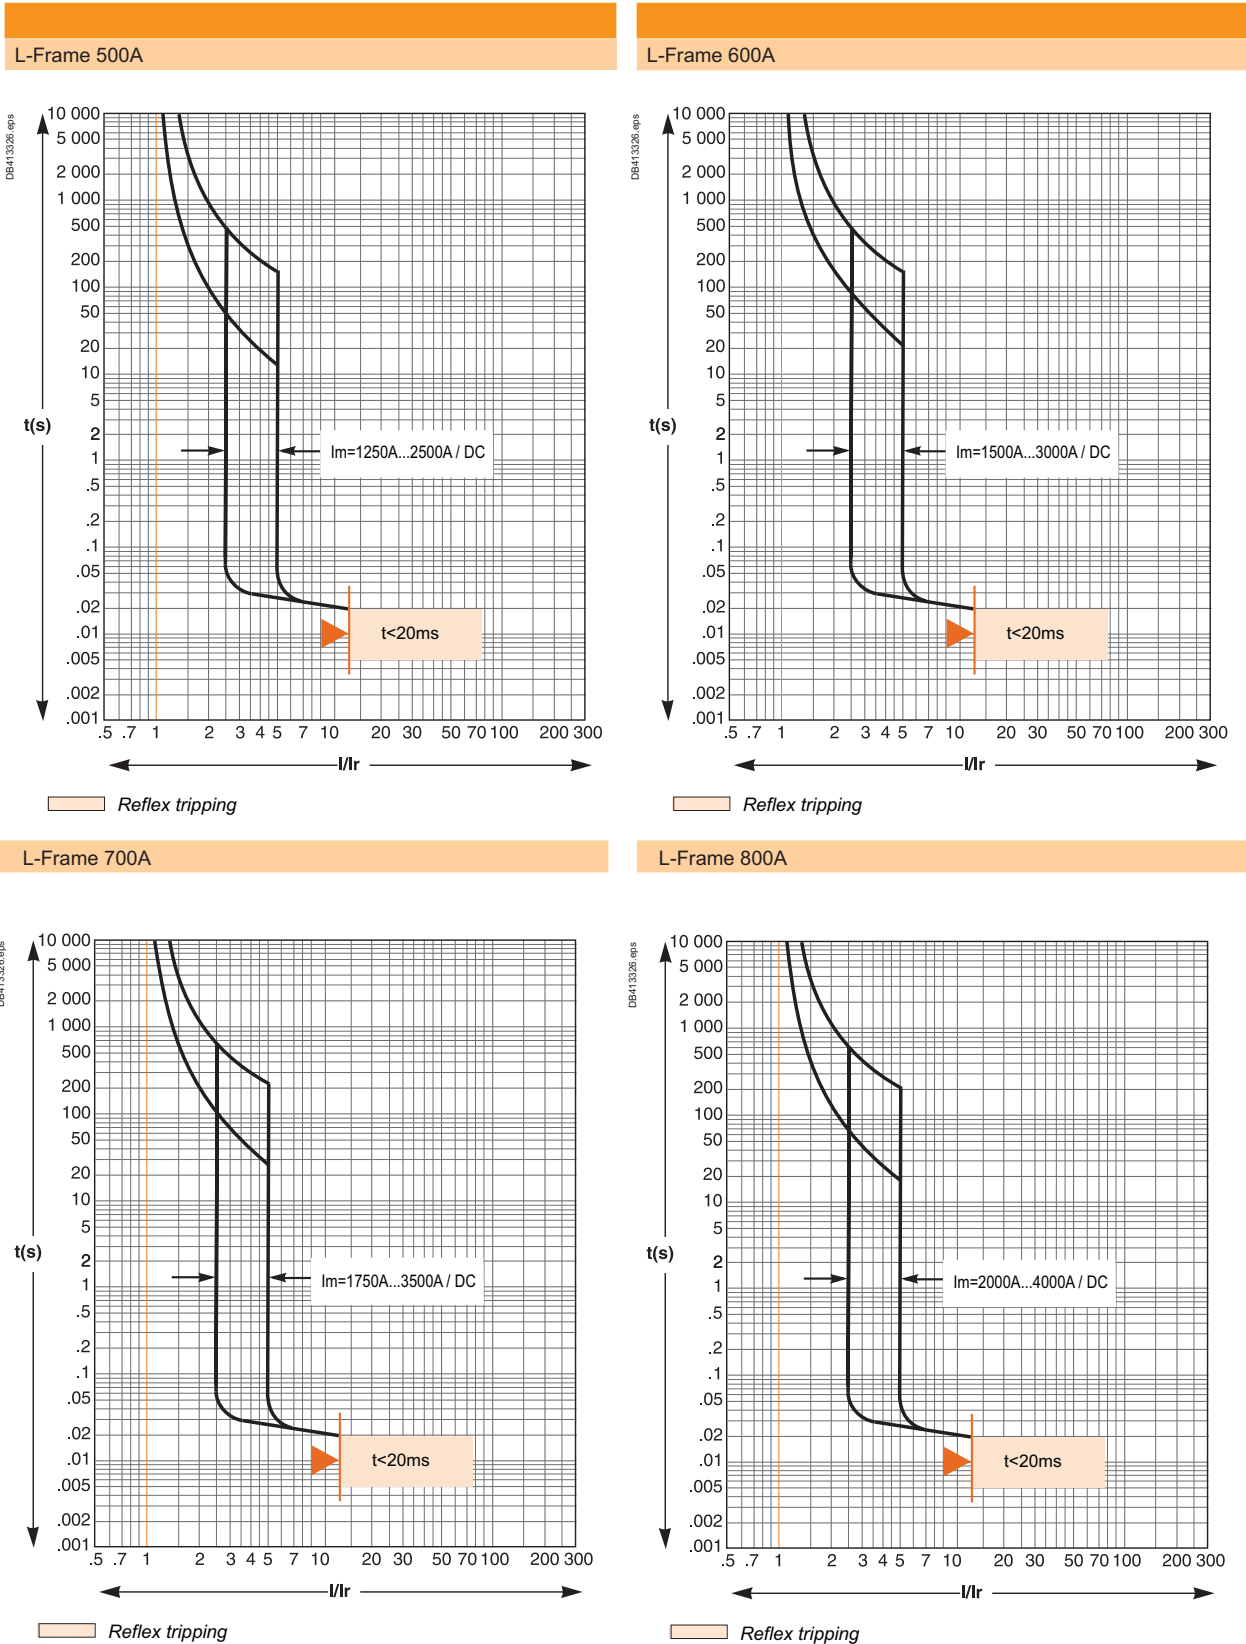 L-Frame 500A
DB413326.eps
10 000
5 000
2 000
1 000
500
200
100
50
20
10
5
2
1
.5
.2
.1
.05
.02
.01
.005
.002
.001
t(s)
Im=1250A...2500A / DC
t<20ms
.5 .7 1 2 3 4 5 7 10 20 30 50 70 100 200 300
I/Ir
Reflex tripping
L-Frame 600A
DB413326.eps
10 000
5 000
2 000
1 000
500
200
100
50
20
10
5
2
1
.5
.2
.1
.05
.02
.01
.005
.002
.001
t(s)
Im=1500A...3000A / DC
t<20ms
.5 .7 1 2 3 4 5 7 10 20 30 50 70 100 200 300
I/Ir
Reflex tripping
L-Frame 700A
DB413326.eps
10 000
5 000
2 000
1 000
500
200
100
50
20
10
5
2
1
.5
.2
.1
.05
.02
.01
.005
.002
.001
t(s)
Im=1750A...3500A / DC
t<20ms
.5 .7 1 2 3 4 5 7 10 20 30 50 70 100 200 300
I/Ir
Reflex tripping
L-Frame 800A
DB413326.eps
10 000
5 000
2 000
1 000
500
200
100
50
20
10
5
2
1
.5
.2
.1
.05
.02
.01
.005
.002
.001
t(s)
Im=2000A...4000A / DC
t<20ms
.5 .7 1 2 3 4 5 7 10 20 30 50 70 100 200 300
I/Ir
Reflex tripping